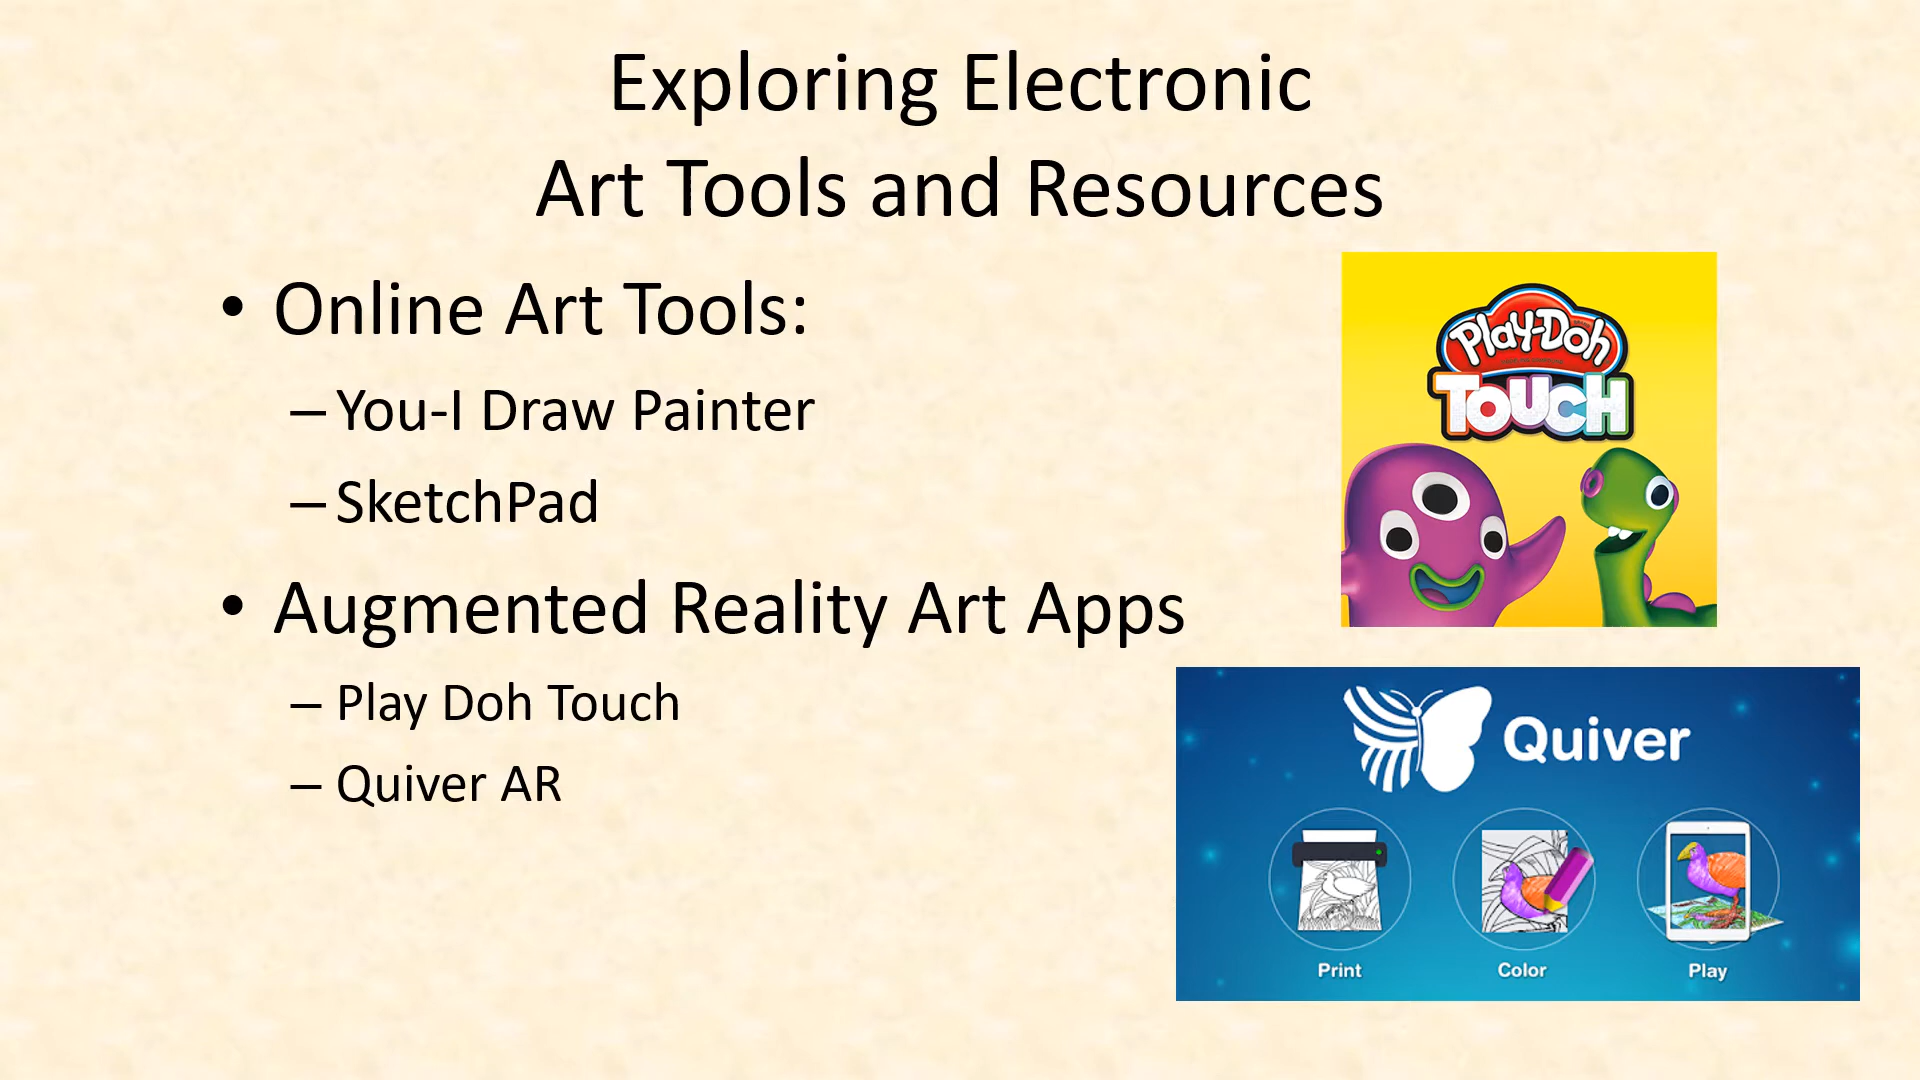 Exploring Electronic
Art Tools and Resources
• Online Art Tools:
– You-I Draw Painter
– SketchPad
• Augmented Reality Art Apps
– Play Doh Touch
– Quiver AR
Play-Doh
TOUCH
Quiver
Print Color Play